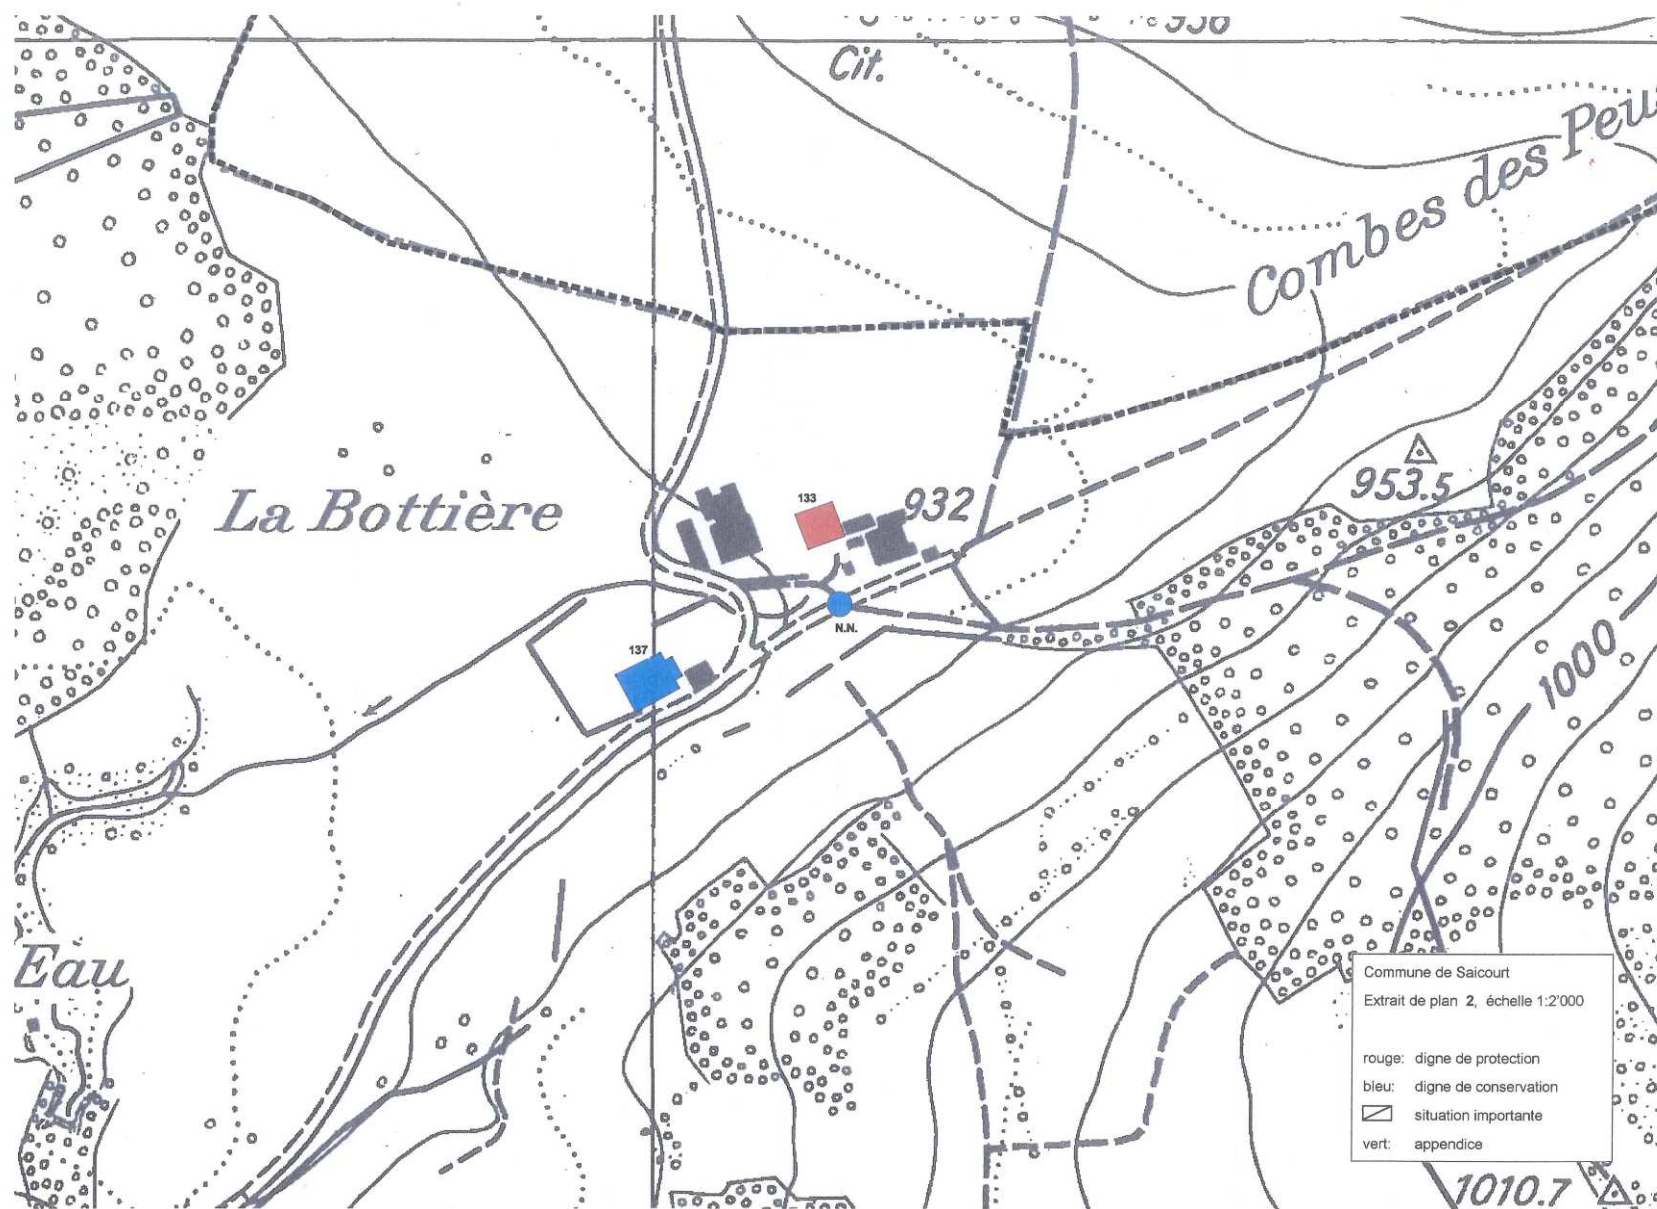 Cit.
Combes des Peu
La Bottière
133
932
953.5
N.N.
137
1000
Eau
Commune de Saicourt
Extrait de plan 2, échelle 1:2'000
rouge: digne de protection
bleu: digne de conservation
situation importante
vert: appendice
1010.7